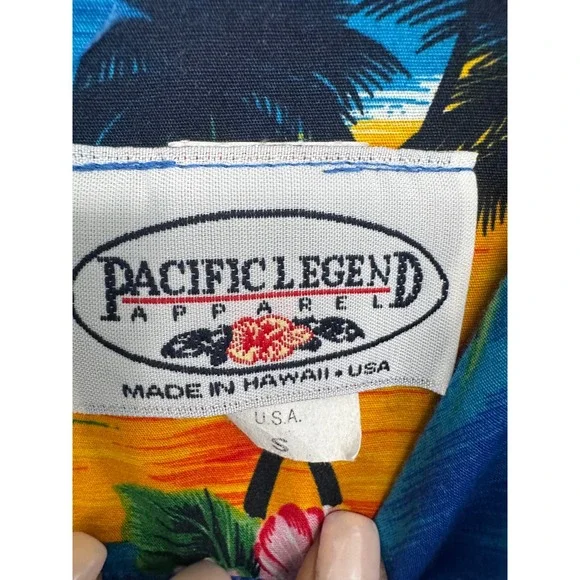 PACIFIC LEGEND
APPAREL
MADE IN HAWAII • USA
U.S.A.
S